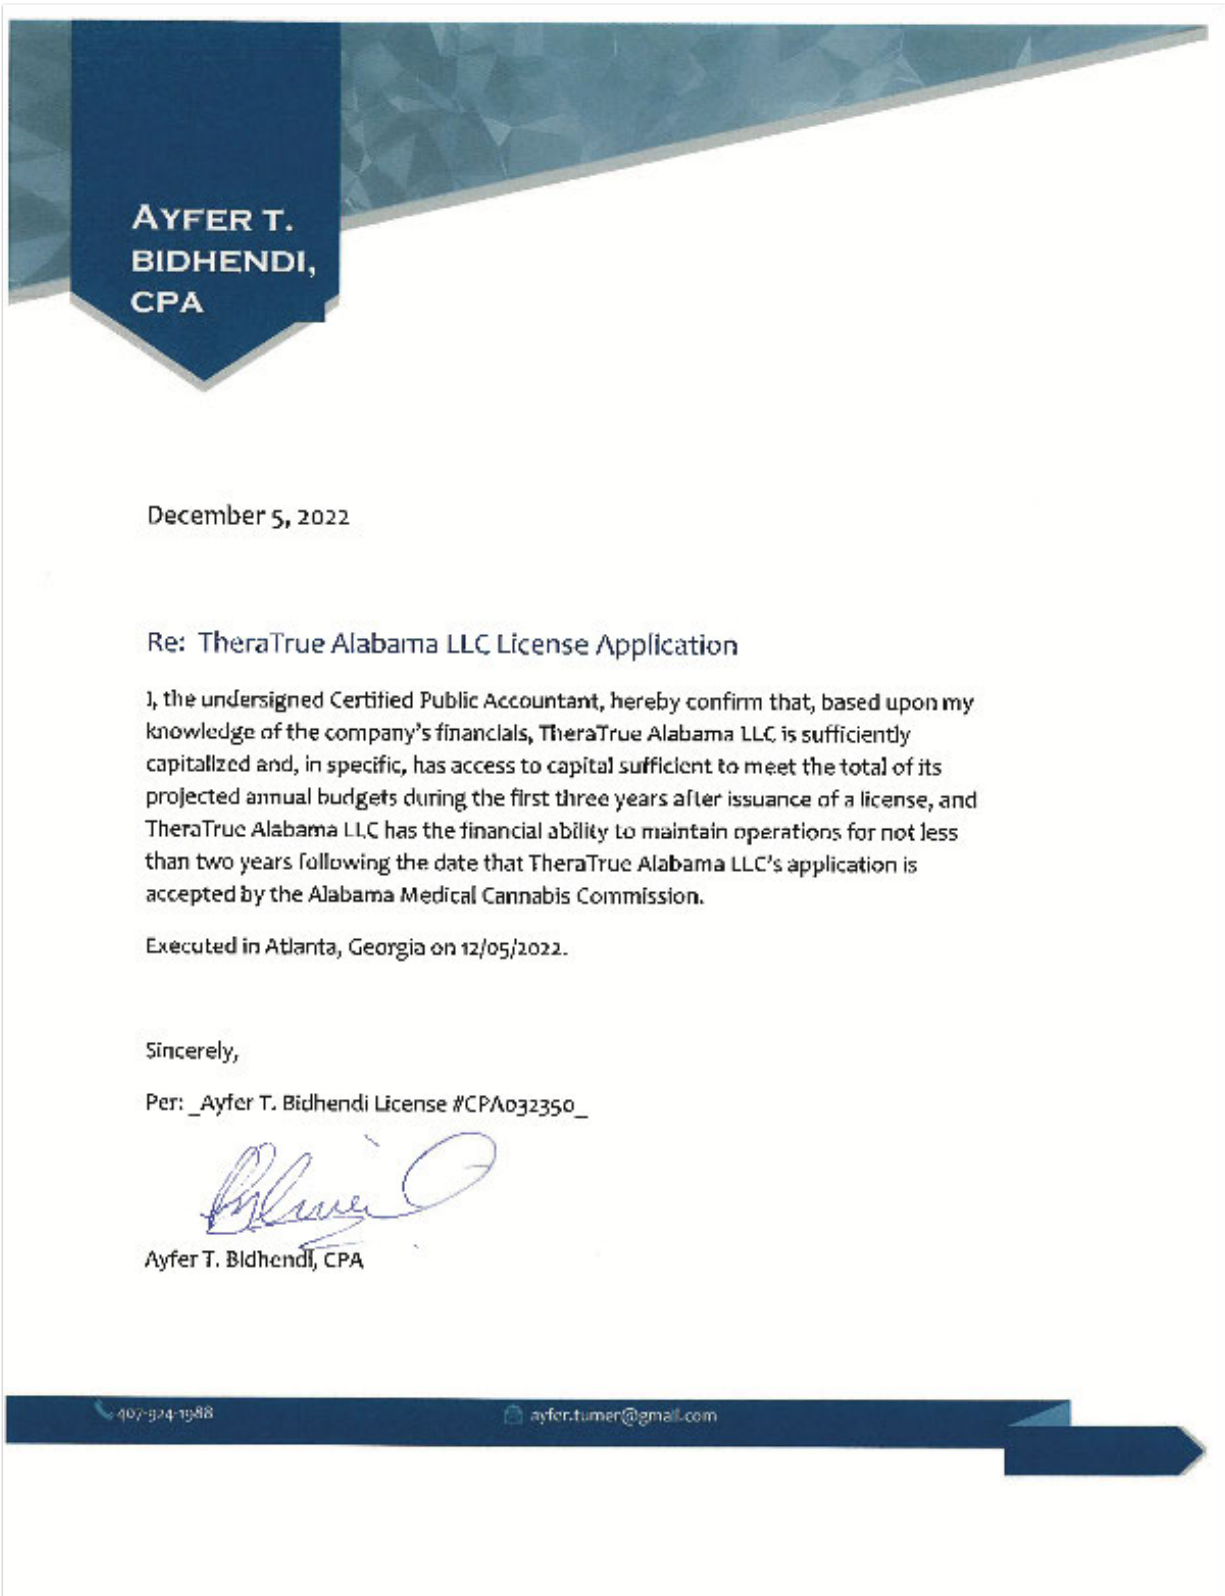 AYFER T.
BIDHENDI,
CPA
December 5, 2022
Re: TheraTrue Alabama LLC License Application
I, the undersigned Certified Public Accountant, hereby confirm that, based upon my
knowledge of the company's financials, TheraTrue Alabama LLC is sufficiently
capitalized and, in specific, has access to capital sufficient to meet the total of its
projected annual budgets during the first three years after issuance of a license, and
TheraTrue Alabama LLC has the financial ability to maintain operations for not less
than two years following the date that TheraTrue Alabama LLC's application is
accepted by the Alabama Medical Cannabis Commission.
Executed in Atlanta, Georgia on 12/05/2022.
Sincerely,
Per: _Ayfer T. Bidhendi License #CPA032350_
Ayfer T. Bidhendi, CPA
407-924-1988
ayfer.tumer@gmail.com